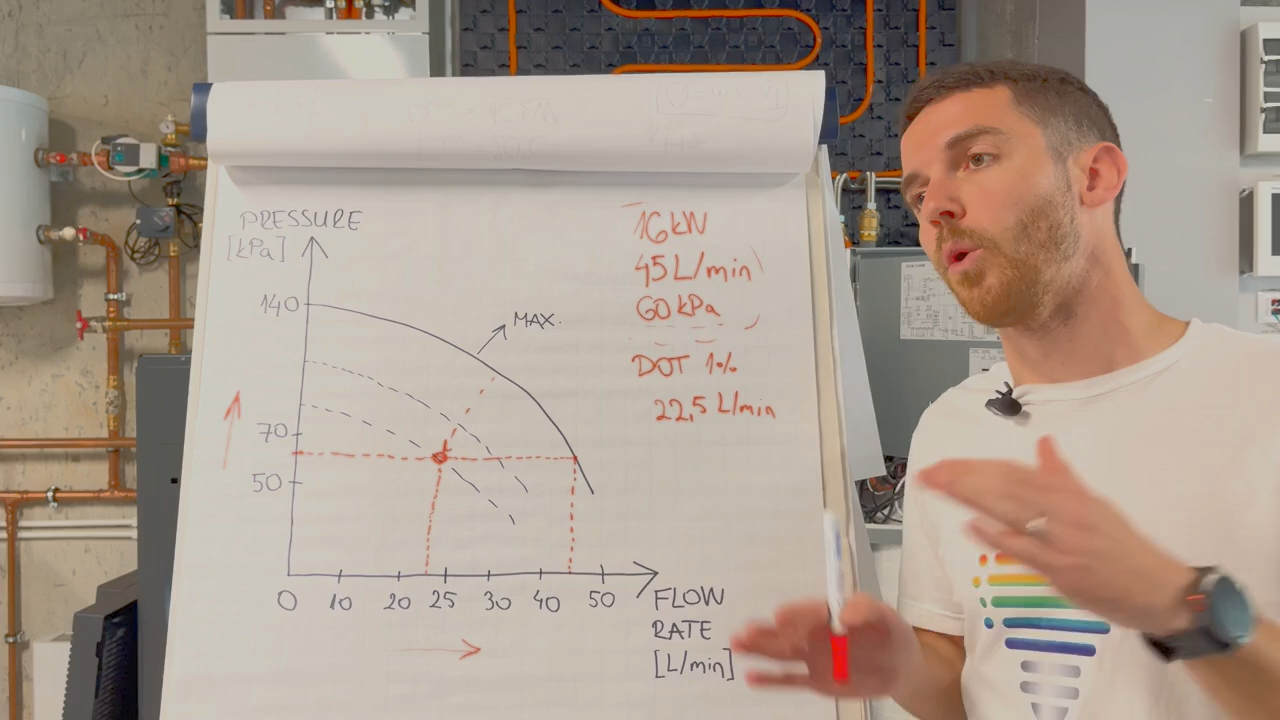 PRESSURE
[kPa]
140
MAX.
70
50
0 10 20 25 30 40 50
FLOW
RATE
[L/min]
16kW
45L/min
60kPa
DOT 1%
22,5 L/min